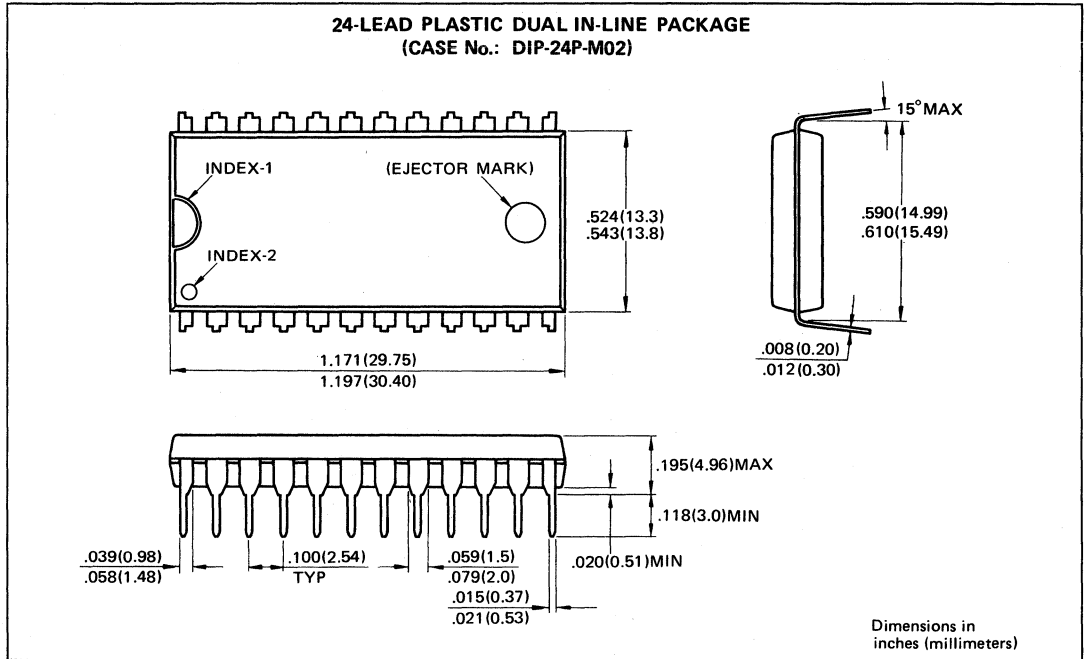 24-LEAD PLASTIC DUAL IN-LINE PACKAGE
(CASE No.: DIP-24P-M02)
INDEX-1
(EJECTOR MARK)
INDEX-2
.524(13.3)
.543(13.8)
1.171(29.75)
1.197(30.40)
15°MAX
.590(14.99)
.610(15.49)
.008(0.20)
.012(0.30)
.195(4.96)MAX
.118(3.0)MIN
.020(0.51)MIN
.039(0.98)
.058(1.48)
.100(2.54)
TYP
.059(1.5)
.079(2.0)
.015(0.37)
.021(0.53)
Dimensions in
inches (millimeters)